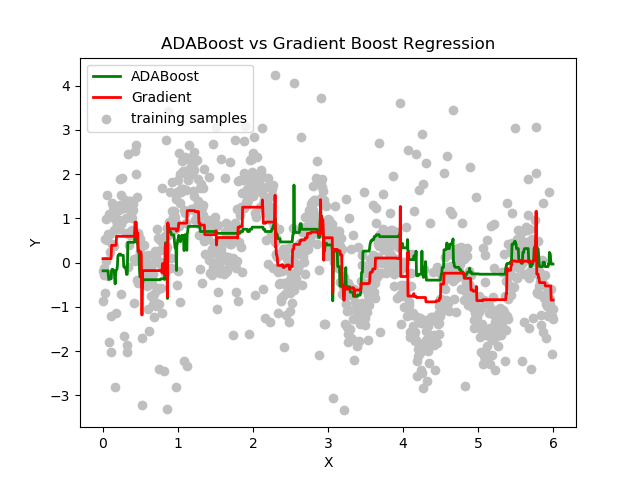 ADABoost vs Gradient Boost Regression
ADABoost
Gradient
training samples
Y
4
3
2
1
0
−1
−2
−3
0 1 2 3 4 5 6
X